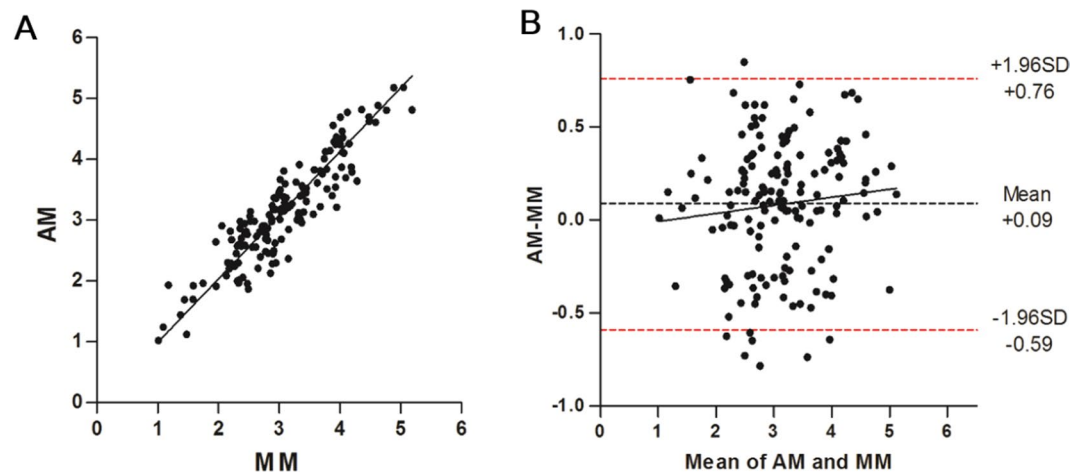 A
AM
6
5
4
3
2
1
0
0 1 2 3 4 5 6
MM
B
AM-MM
1.0
0.5
0.0
-0.5
-1.0
+1.96SD
+0.76
Mean
+0.09
-1.96SD
-0.59
0 1 2 3 4 5 6
Mean of AM and MM